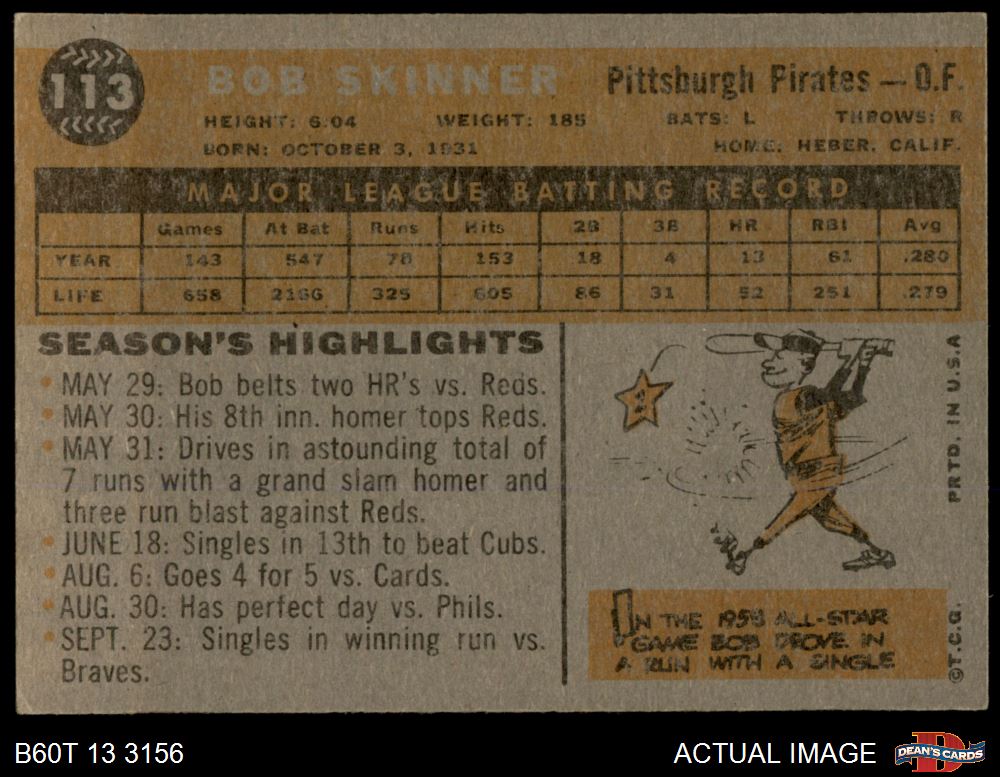 113
BOB SKINNER
Pittsburgh Pirates — O.F.
HEIGHT: 6:04 WEIGHT: 185 BATS: L THROWS: R
BORN: OCTOBER 3, 1931 HOME: HEBER, CALIF.
MAJOR LEAGUE BATTING RECORD
Games At Bat Runs Hits 2B 3B HR RBI Avg
YEAR 143 547 78 153 18 4 13 61 .280
LIFE 658 2166 325 605 86 31 52 251 .279
SEASON'S HIGHLIGHTS
• MAY 29: Bob belts two HR's vs. Reds.
• MAY 30: His 8th inn. homer tops Reds.
• MAY 31: Drives in astounding total of
7 runs with a grand slam homer and
three run blast against Reds.
• JUNE 18: Singles in 13th to beat Cubs.
• AUG. 6: Goes 4 for 5 vs. Cards.
• AUG. 30: Has perfect day vs. Phils.
• SEPT. 23: Singles in winning run vs.
Braves.
IN THE 1958 ALL-STAR
GAME BOB DROVE IN
A RUN WITH A SINGLE
PRTD. IN U.S.A
©T.C.G.
B60T 13 3156
ACTUAL IMAGE
D
DEAN'S CARDS